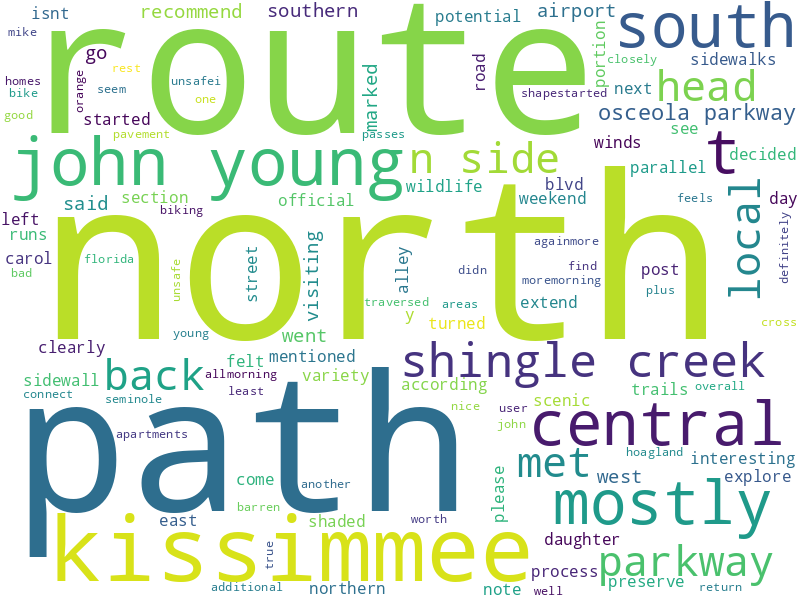 isnt
recommend
southern
potential
airport
south
mike
go
route
portion
closely
sidewalks
homes
orange
rest
unsafei
road
head
bike
seem
one
marked
shapestarted
next
good
started
osceola parkway
pavement
passes
john young
n side
winds
t
see
decided
parallel
said
section
official
wildlife
blvd
weekend
local
day
left
biking
feels
runs
north
againmore
definitely
carol
florida
street
visiting
alley
didn
find
post
bad
unsafe
moremorning
plus
traversed
areas
extend
y
turned
cross
young
went
clearly
felt
mentioned
shingle creek
back
sidewall
allmorning
variety
according
trails
overall
connect
seminole
least
path
nice
user
scenic
central
john
apartments
hoagland
met
interesting
come
another
please
west
explore
barren
worth
mostly
east
shaded
kissimmee
daughter
true
parkway
process
note
preserve
additional
northern
well
return